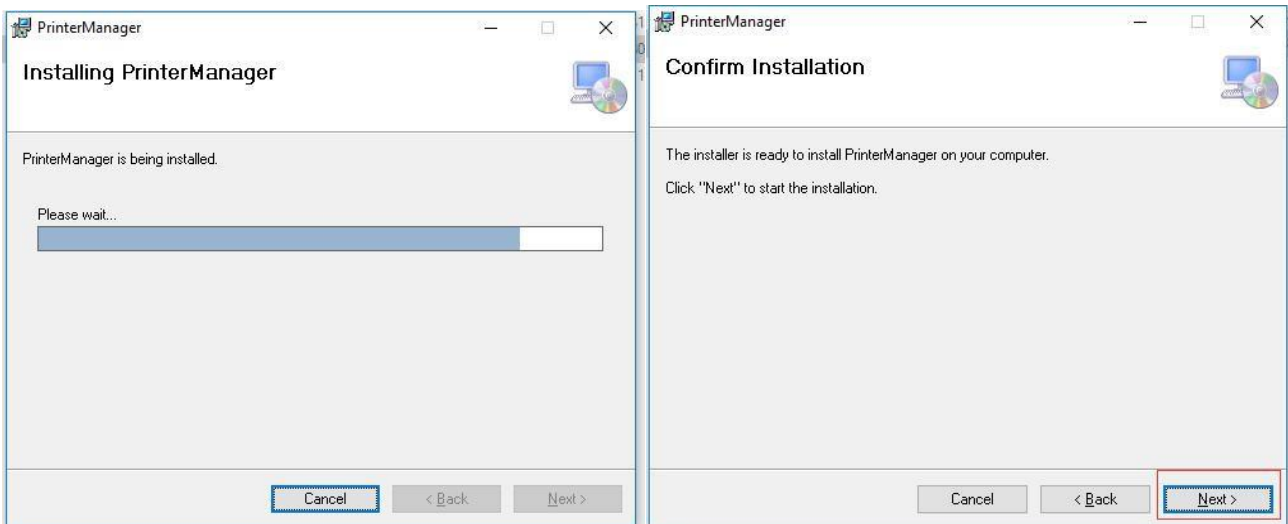 PrinterManager
Installing PrinterManager
PrinterManager is being installed.
Please wait...
Cancel
< Back
Next >
PrinterManager
Confirm Installation
The installer is ready to install PrinterManager on your computer.
Click "Next" to start the installation.
Cancel
< Back
Next >